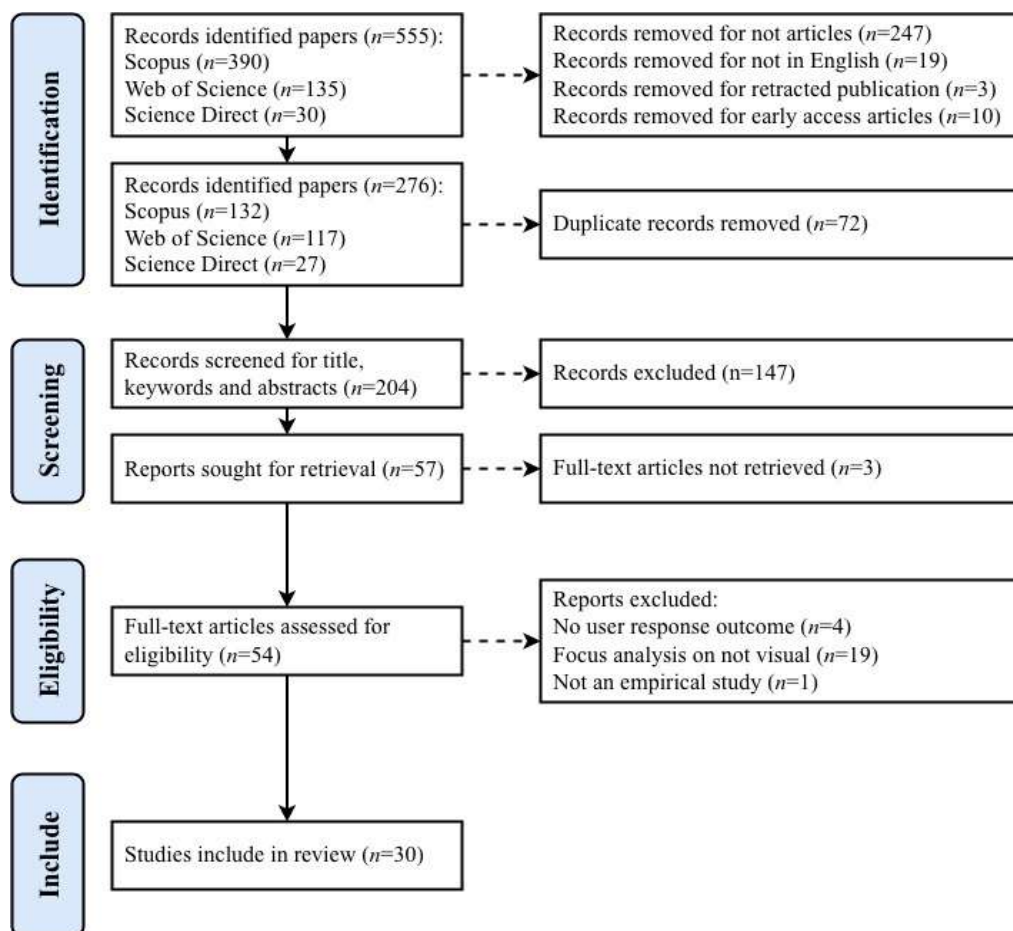 Identification
Records identified papers (n=555):
Scopus (n=390)
Web of Science (n=135)
Science Direct (n=30)
Records removed for not articles (n=247)
Records removed for not in English (n=19)
Records removed for retracted publication (n=3)
Records removed for early access articles (n=10)
Records identified papers (n=276):
Scopus (n=132)
Web of Science (n=117)
Science Direct (n=27)
Duplicate records removed (n=72)
Screening
Records screened for title,
keywords and abstracts (n=204)
Records excluded (n=147)
Reports sought for retrieval (n=57)
Full-text articles not retrieved (n=3)
Eligibility
Full-text articles assessed for
eligibility (n=54)
Reports excluded:
No user response outcome (n=4)
Focus analysis on not visual (n=19)
Not an empirical study (n=1)
Include
Studies include in review (n=30)